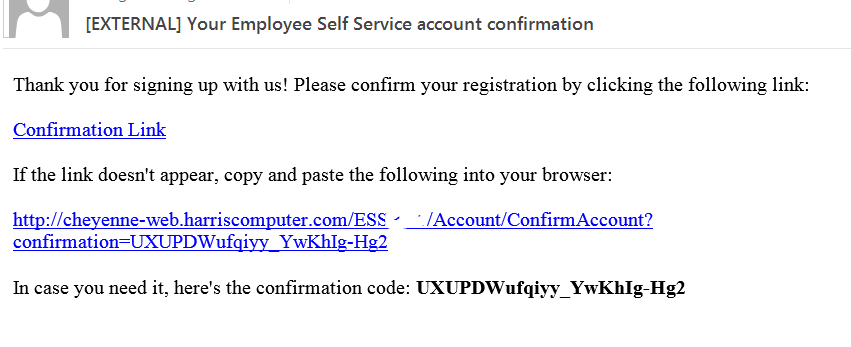 [EXTERNAL] Your Employee Self Service account confirmation
Thank you for signing up with us! Please confirm your registration by clicking the following link:
Confirmation Link
If the link doesn't appear, copy and paste the following into your browser:
http://cheyenne-web.harriscomputer.com/ESS /Account/ConfirmAccount?
confirmation=UXUPDWufqiyy_YwKhIg-Hg2
In case you need it, here's the confirmation code: UXUPDWufqiyy_YwKhIg-Hg2